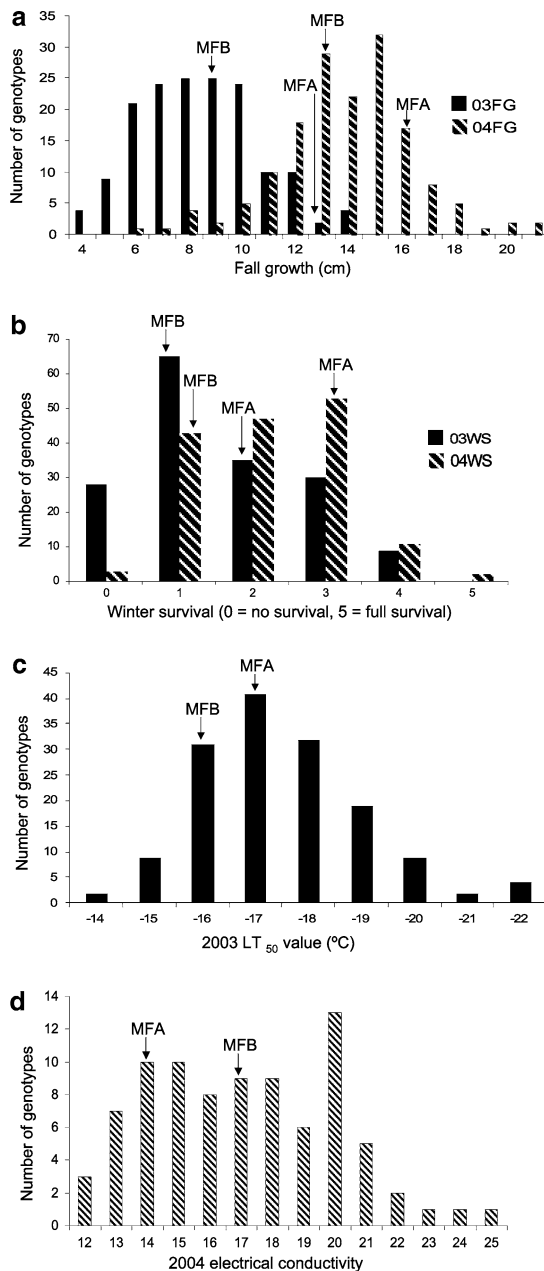 a
Number of genotypes
35
30
25
20
15
10
5
0
MFB
MFB
MFA
MFA
03FG
04FG
4 6 8 10 12 14 16 18 20
Fall growth (cm)
b
Number of genotypes
70
60
50
40
30
20
10
0
MFB
MFB
MFA
MFA
03WS
04WS
0 1 2 3 4 5
Winter survival (0 = no survival, 5 = full survival)
c
Number of genotypes
45
40
35
30
25
20
15
10
5
0
MFA
MFB
-14 -15 -16 -17 -18 -19 -20 -21 -22
2003 LT 50 value (ºC)
d
Number of genotypes
14
12
10
8
6
4
2
0
MFA
MFB
12 13 14 15 16 17 18 19 20 21 22 23 24 25
2004 electrical conductivity